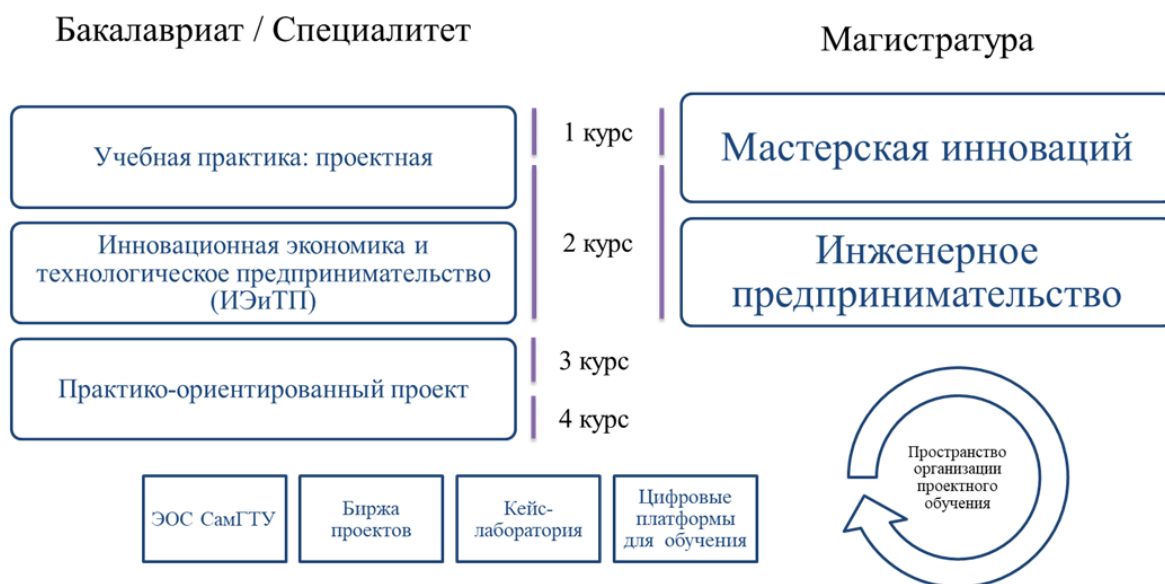 Бакалавриат / Специалитет
Магистратура
Учебная практика: проектная
Инновационная экономика и
технологическое предпринимательство
(ИЭиТП)
Практико-ориентированный проект
1 курс
2 курс
3 курс
4 курс
Мастерская инноваций
Инженерное
предпринимательство
ЭОС СамГТУ
Биржа
проектов
Кейс-
лаборатория
Цифровые
платформы
для обучения
Пространство
организации
проектного
обучения